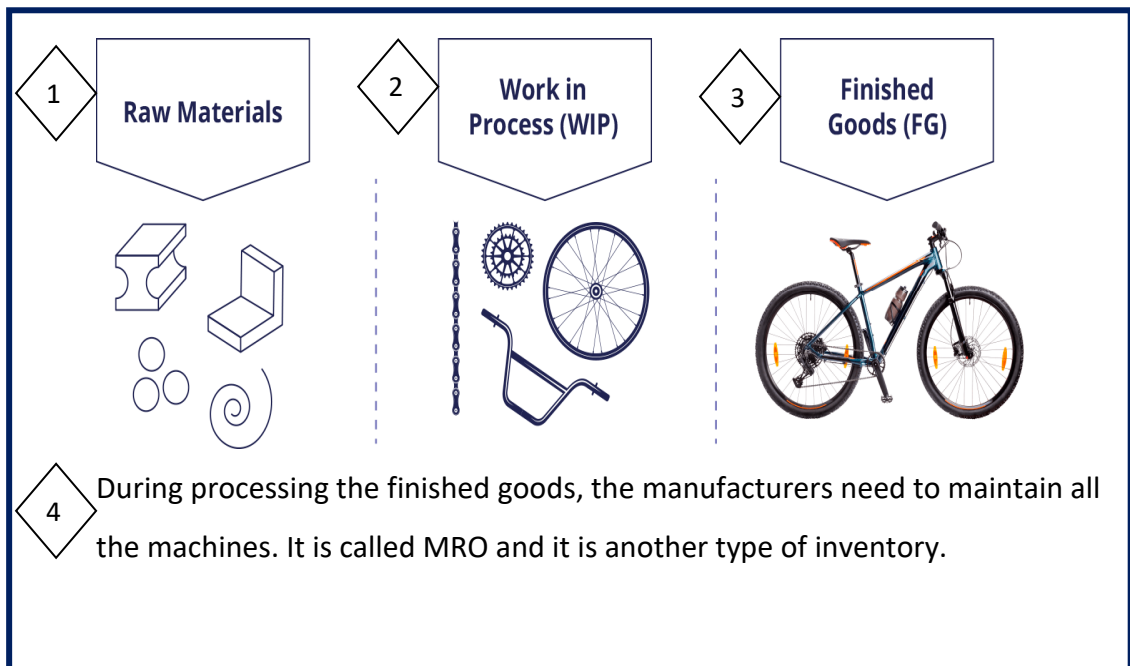 1
Raw Materials
2
Work in
Process (WIP)
3
Finished
Goods (FG)
4
During processing the finished goods, the manufacturers need to maintain all
the machines. It is called MRO and it is another type of inventory.